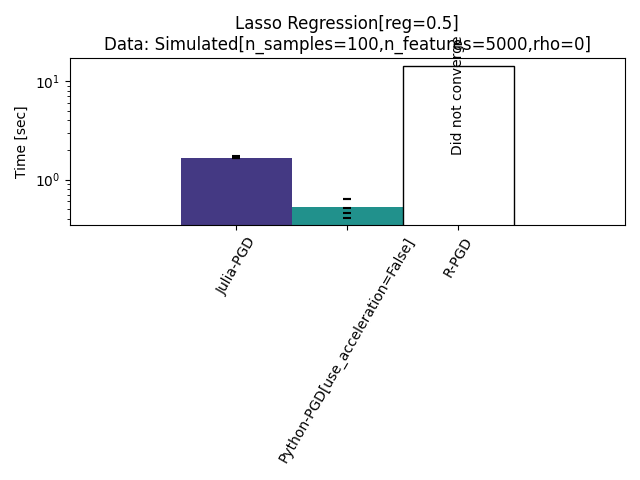 Lasso Regression[reg=0.5]
Data: Simulated[n_samples=100,n_features=5000,rho=0]
Time [sec]
10¹
10⁰
Did not converge
Julia-PGD
Python-PGD[use_acceleration=False]
R-PGD